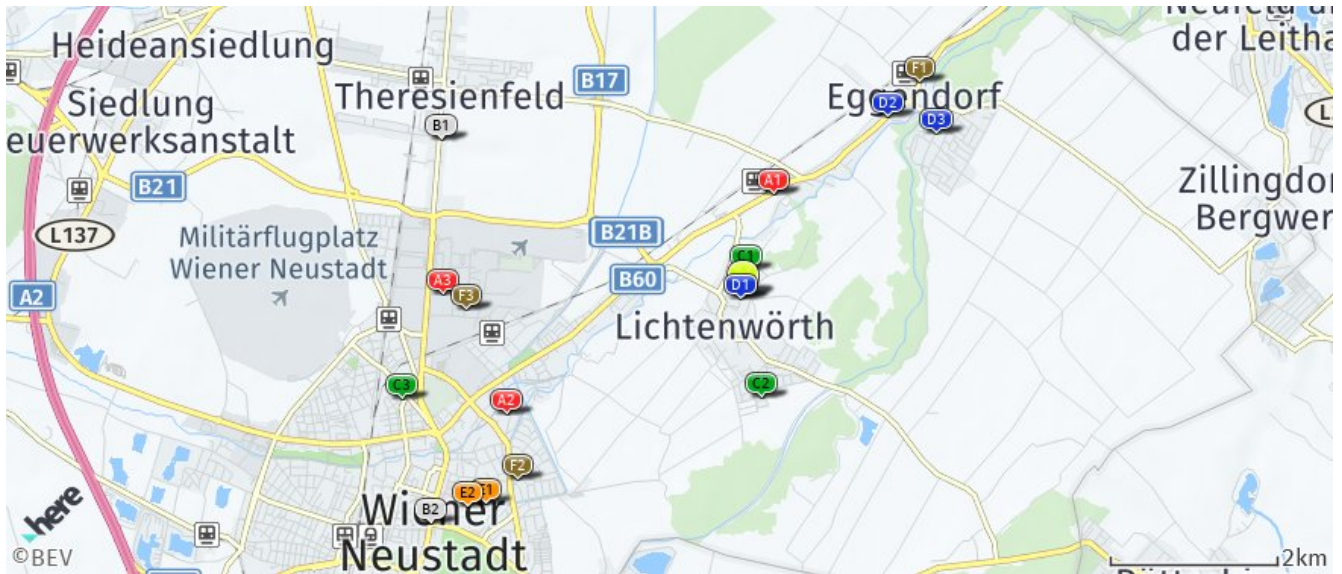 Heideansiedlung
Theresienfeld
B17
der Leitha
Siedlung
euerwerksanstalt
B1
F1
Eggendorf
D2
D3
B21
A1
Zillingdor
Bergwer
L137
Militärflugplatz
Wiener Neustadt
B21B
C1
A3
F3
B60
D1
A2
Lichtenwörth
C3
C2
A2
F2
E2
E1
B2
Wiener
Neustadt
here
©BEV
2km